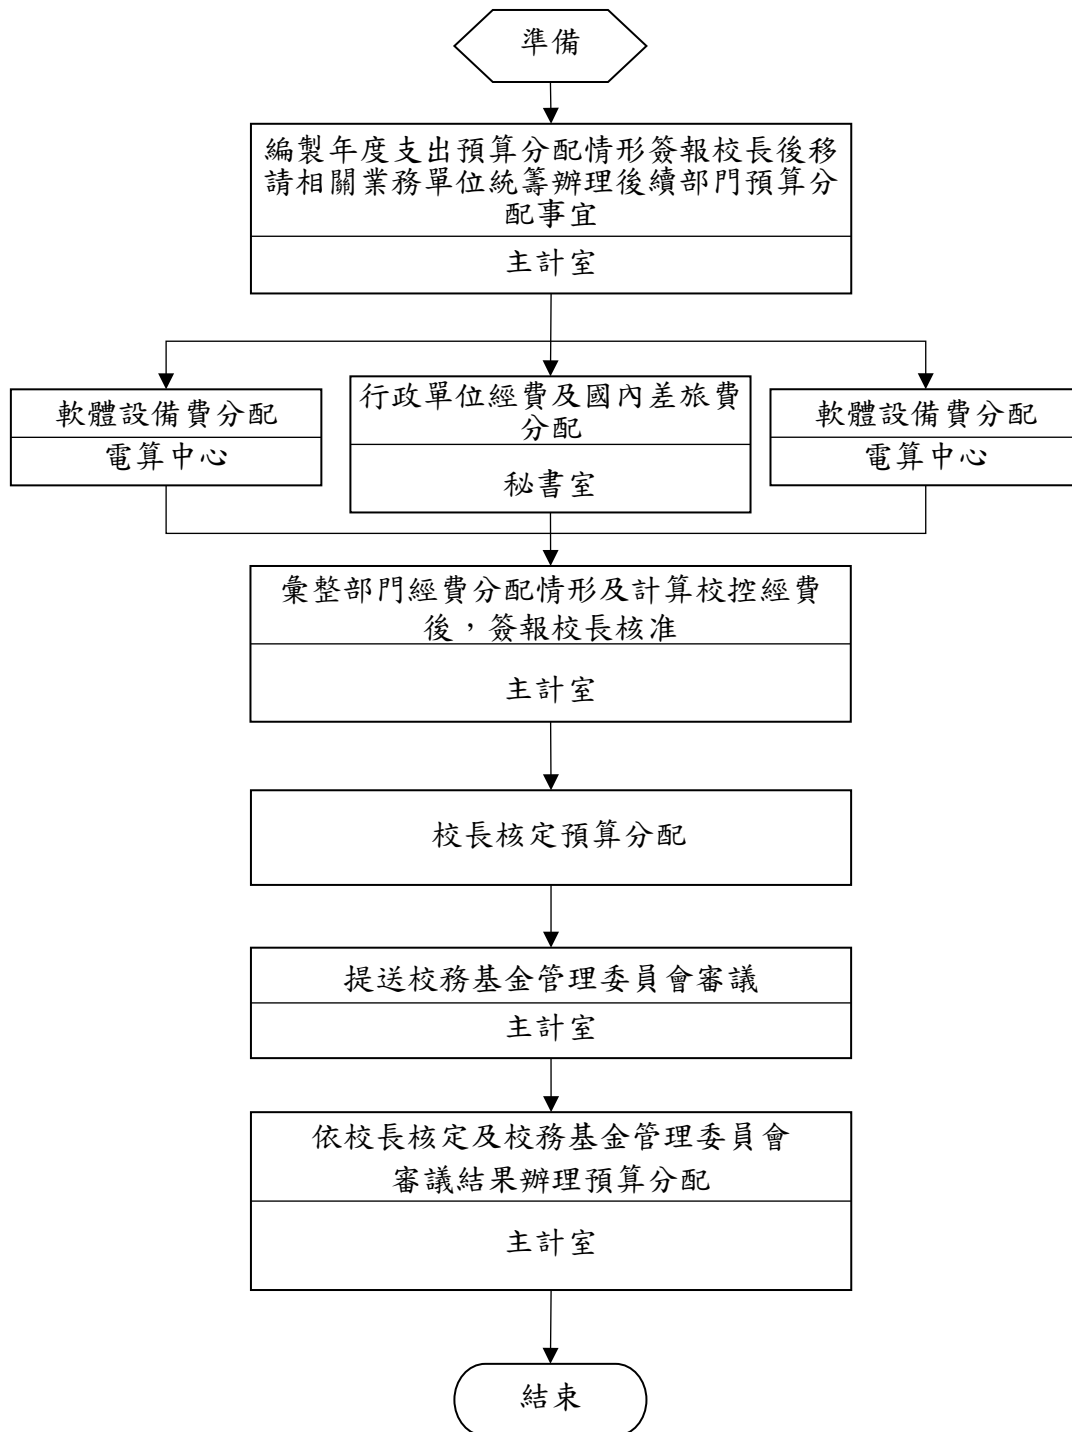 準備
編製年度支出預算分配情形簽報校長後移
請相關業務單位統籌辦理後續部門預算分
配事宜
主計室
軟體設備費分配
電算中心
行政單位經費及國內差旅費
分配
秘書室
軟體設備費分配
電算中心
彙整部門經費分配情形及計算校控經費
後，簽報校長核准
主計室
校長核定預算分配
提送校務基金管理委員會審議
主計室
依校長核定及校務基金管理委員會
審議結果辦理預算分配
主計室
結束